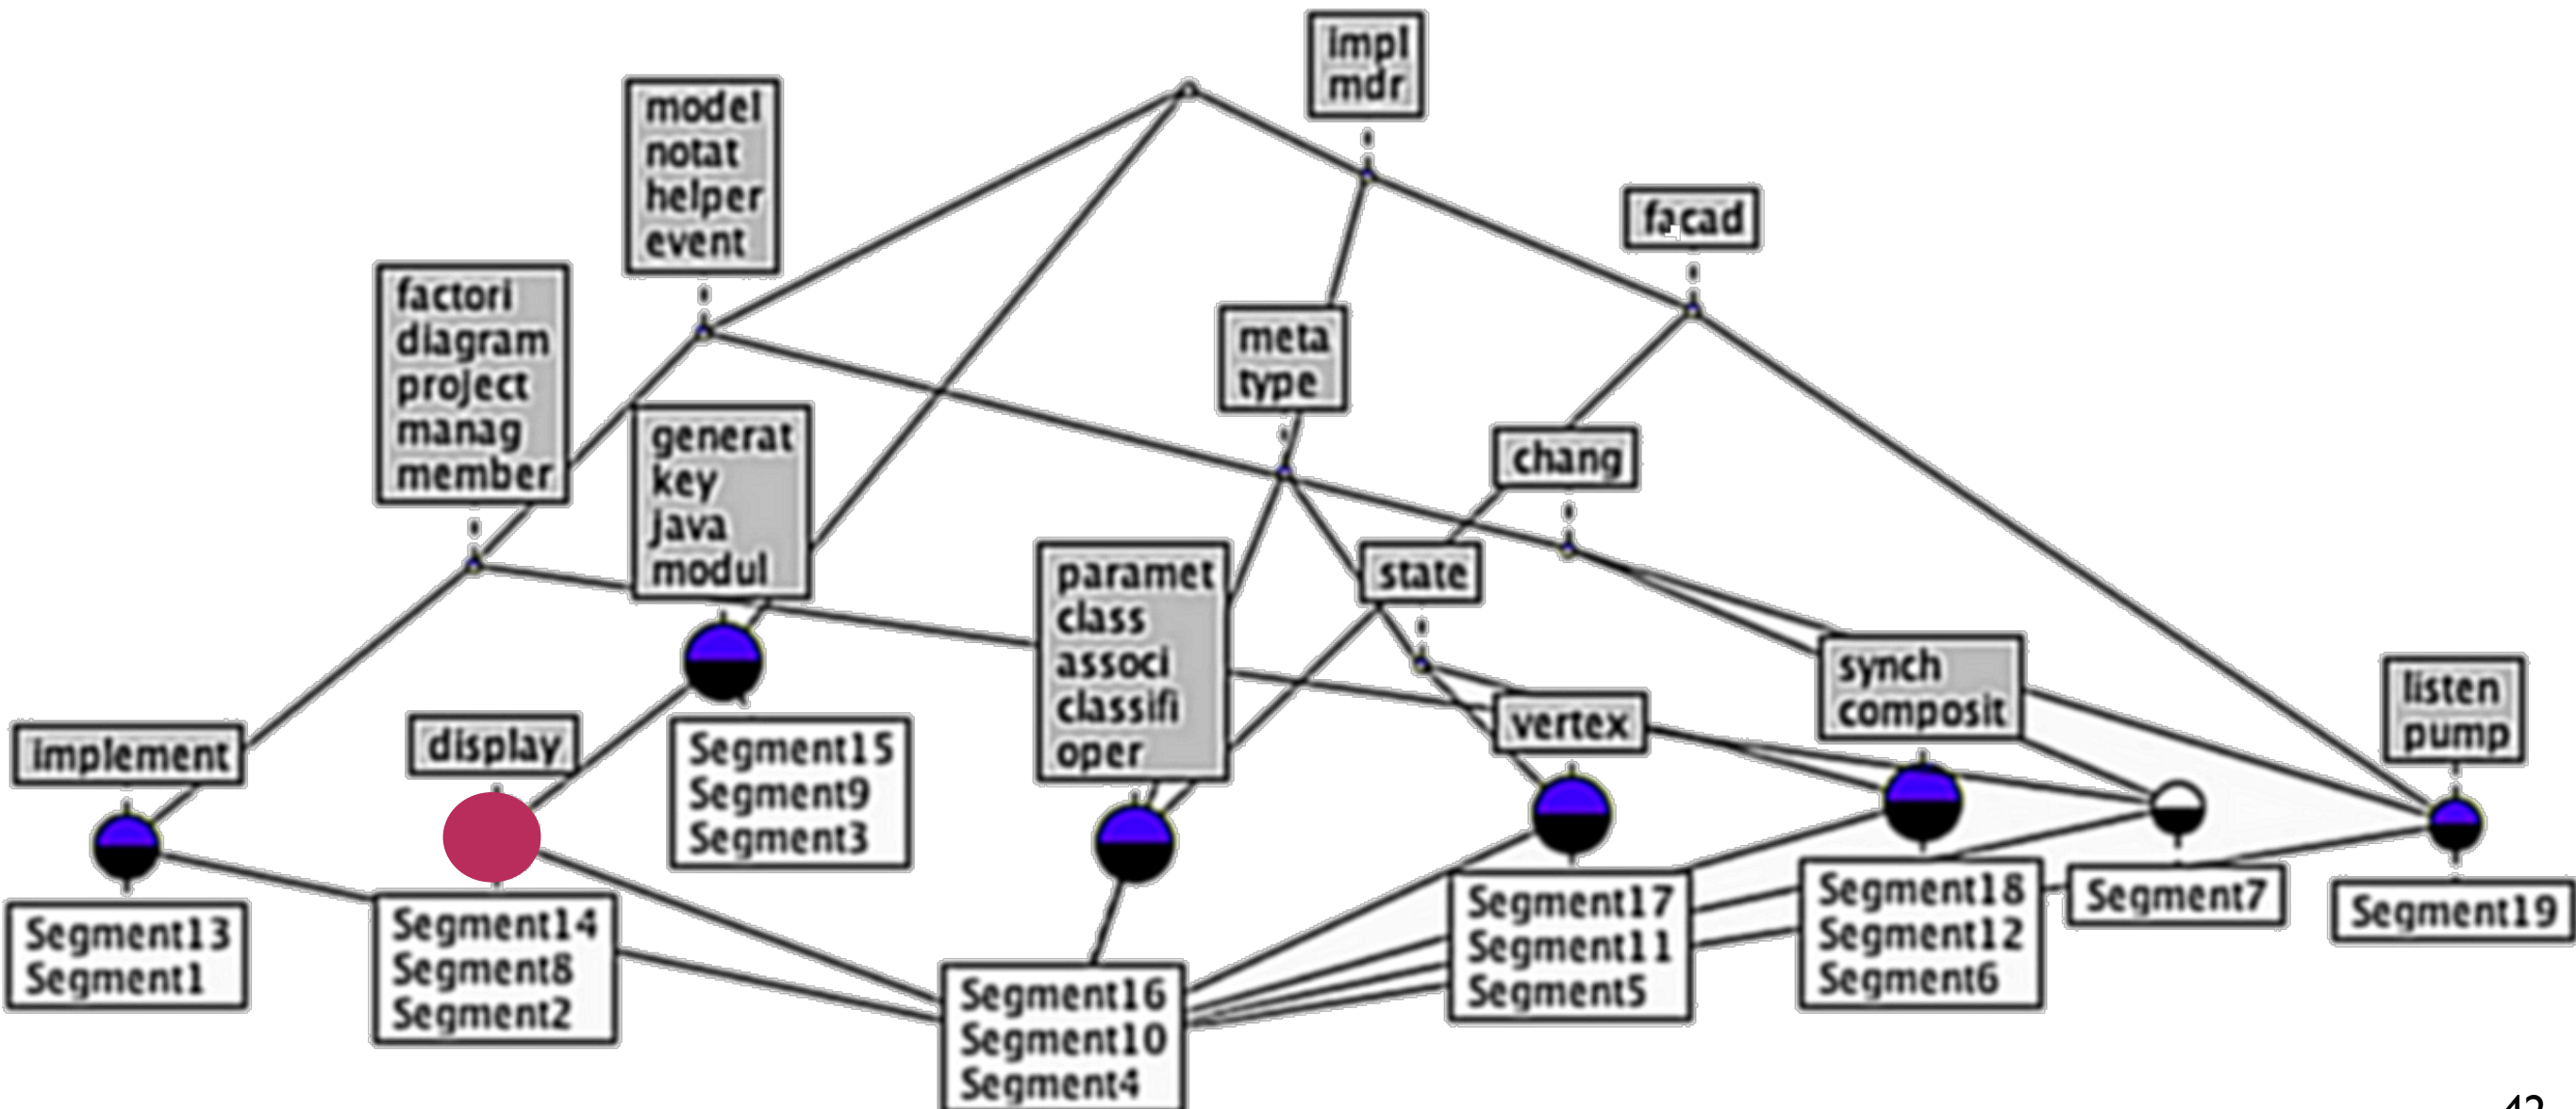 impl
mdr
model
notat
helper
event
facad
factori
diagram
project
manag
member
meta
type
generat
key
java
modul
chang
paramet
class
associ
classifi
oper
state
synch
composit
listen
pump
vertex
implement
display
Segment15
Segment9
Segment3
Segment13
Segment1
Segment14
Segment8
Segment2
Segment16
Segment10
Segment4
Segment17
Segment11
Segment5
Segment18
Segment12
Segment6
Segment7
Segment19
42